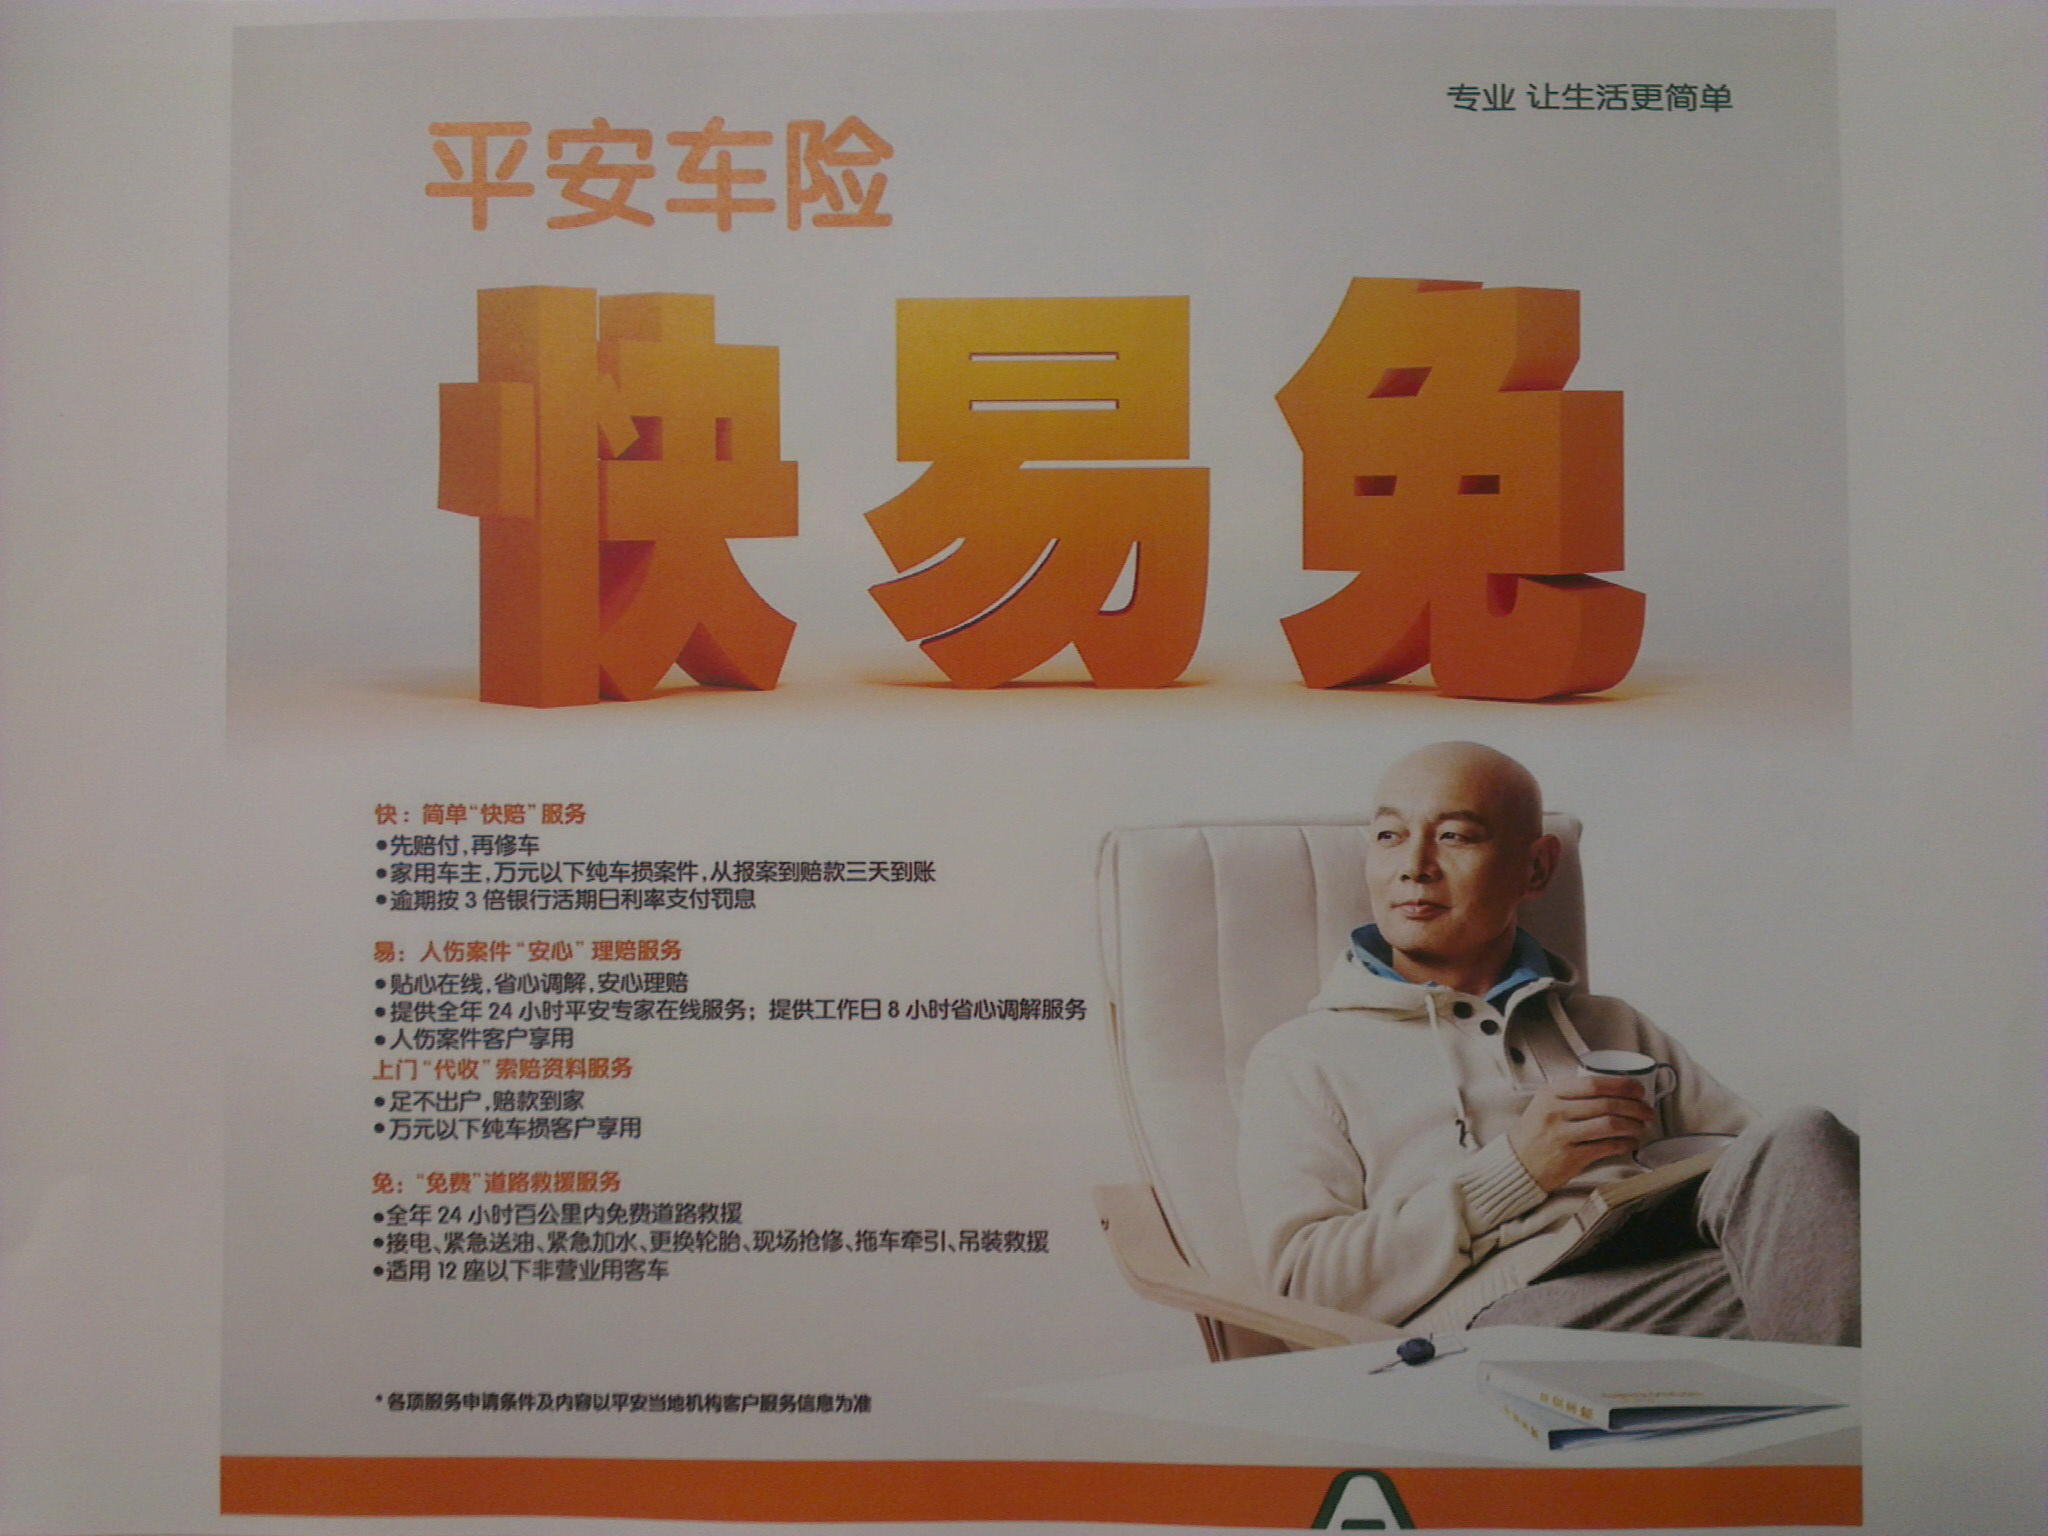 专业 让生活更简单
平安车险
快易免
快：简单“快赔”服务
●先赔付,再修车
●家用车主,万元以下纯车损案件,从报案到赔款三天到账
●逾期按 3 倍银行活期日利率支付罚息
易：人伤案件“安心”理赔服务
●贴心在线,省心调解,安心理赔
●提供全年 24 小时平安专家在线服务；提供工作日 8 小时省心调解服务
●人伤案件客户享用
上门“代收”索赔资料服务
●足不出户,赔款到家
●万元以下纯车损客户享用
免：“免费”道路救援服务
●全年 24 小时百公里内免费道路救援
●接电、紧急送油、紧急加水、更换轮胎、现场抢修、拖车牵引、吊装救援
●适用 12 座以下非营业用客车
*各项服务申请条件及内容以平安当地机构客户服务信息为准